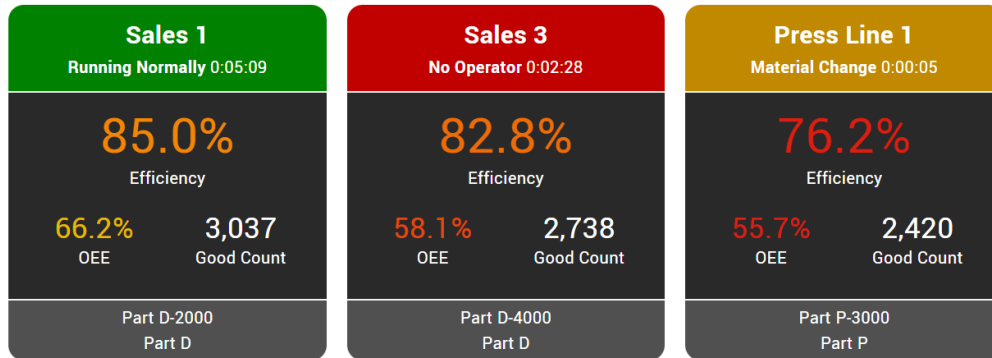 Sales 1
Running Normally 0:05:09
85.0%
Efficiency
66.2% 3,037
OEE Good Count
Part D-2000
Part D
Sales 3
No Operator 0:02:28
82.8%
Efficiency
58.1% 2,738
OEE Good Count
Part D-4000
Part D
Press Line 1
Material Change 0:00:05
76.2%
Efficiency
55.7% 2,420
OEE Good Count
Part P-3000
Part P